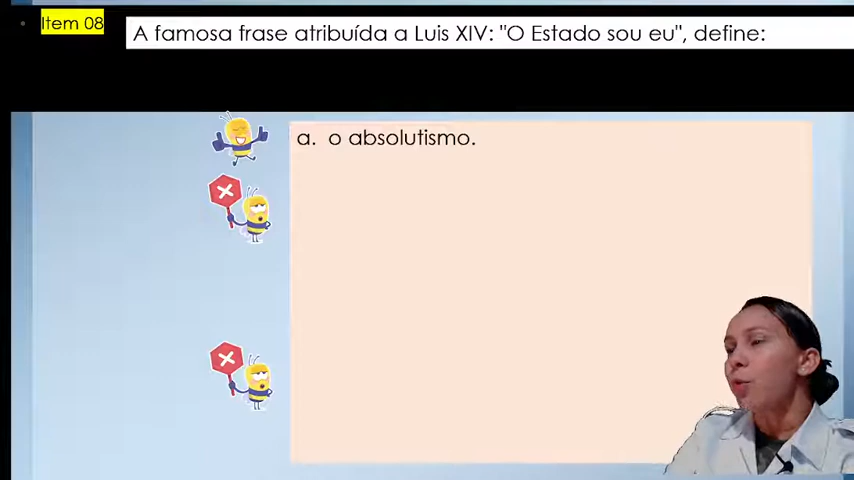 Item 08
A famosa frase atribuída a Luis XIV: "O Estado sou eu", define:
a. o absolutismo.